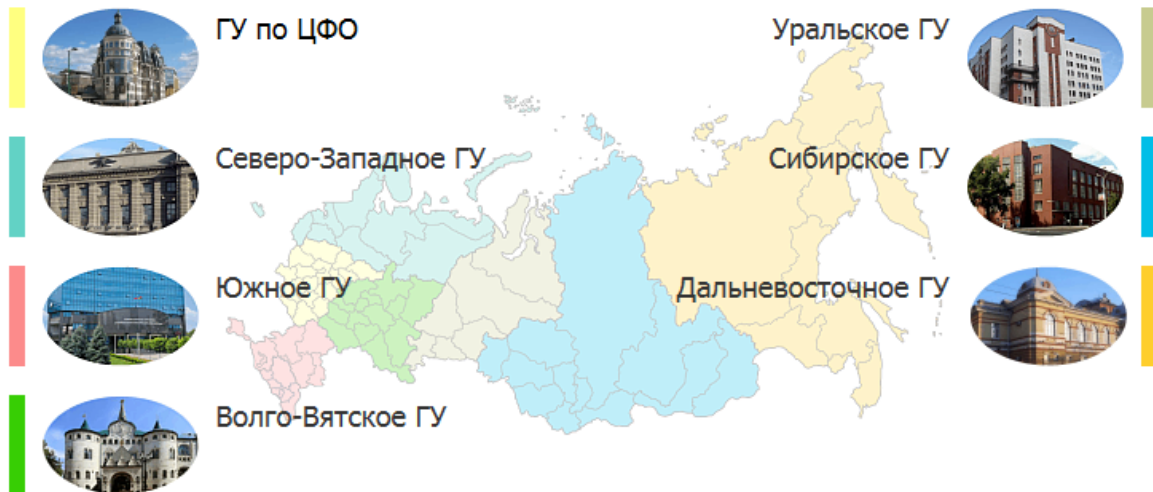 ГУ по ЦФО
Северо-Западное ГУ
Южное ГУ
Волго-Вятское ГУ
Уральское ГУ
Сибирское ГУ
Дальневосточное ГУ